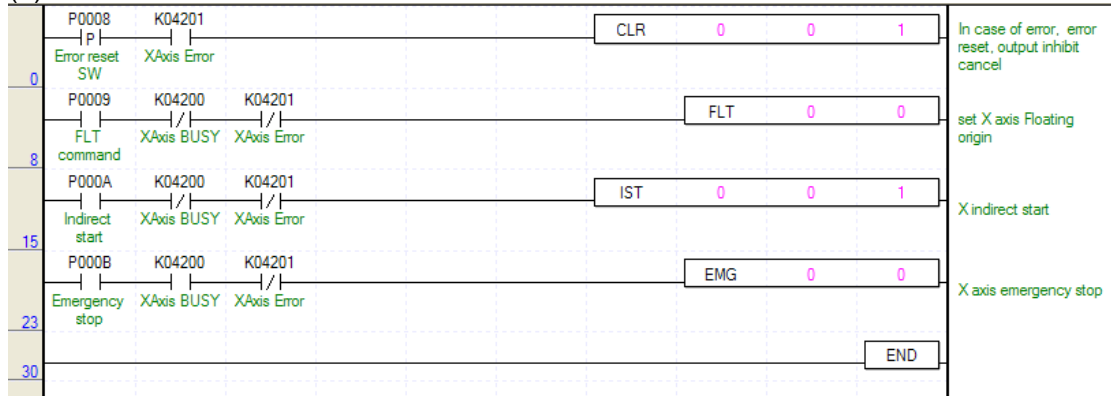 P0008 K04201
P CLR 0 0 1 In case of error, error
Error reset XAxis Error reset, output inhibit
SW cancel
0
P0009 K04200 K04201
FLT 0 0 set X axis Floating
FLT XAxis BUSY XAxis Error origin
command
8
P000A K04200 K04201
IST 0 0 1
Indirect XAxis BUSY XAxis Error X indirect start
start
15
P000B K04200 K04201
EMG 0 0
Emergency XAxis BUSY XAxis Error X axis emergency stop
stop
23
END
30